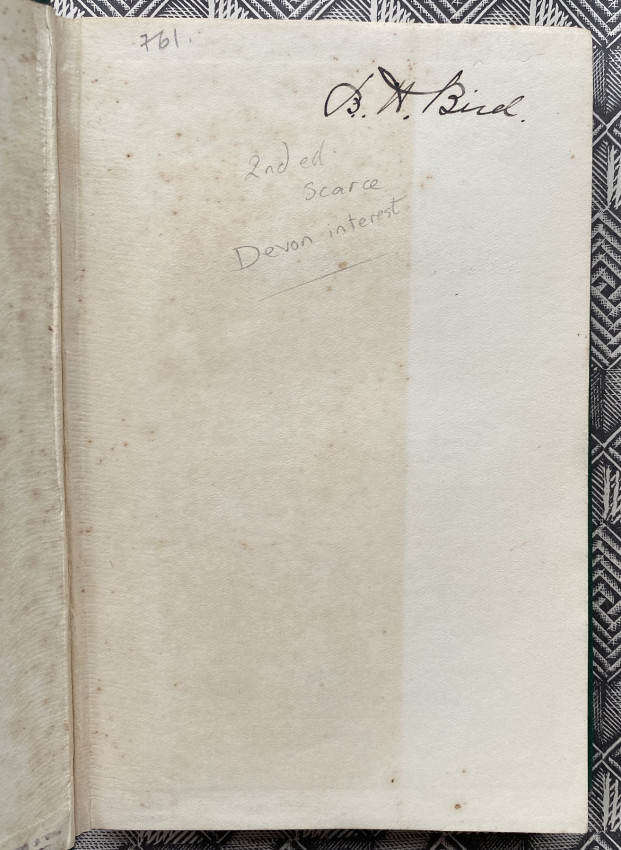 761.
B. H. Bird.
2nd ed.
Scarce
Devon interest